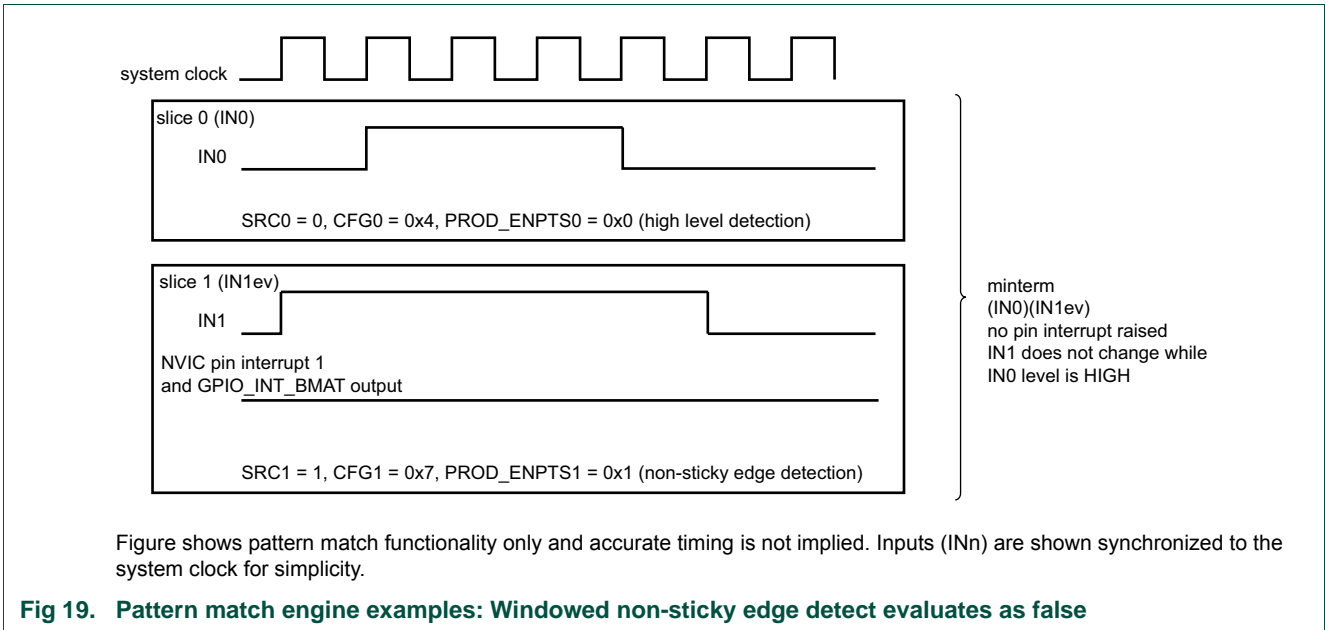 system clock
slice 0 (IN0)
IN0
SRC0 = 0, CFG0 = 0x4, PROD_ENPTS0 = 0x0 (high level detection)
slice 1 (IN1ev)
IN1
NVIC pin interrupt 1
and GPIO_INT_BMAT output
SRC1 = 1, CFG1 = 0x7, PROD_ENPTS1 = 0x1 (non-sticky edge detection)
minterm
(IN0)(IN1ev)
no pin interrupt raised
IN1 does not change while
IN0 level is HIGH
Figure shows pattern match functionality only and accurate timing is not implied. Inputs (INn) are shown synchronized to the
system clock for simplicity.
Fig 19. Pattern match engine examples: Windowed non-sticky edge detect evaluates as false